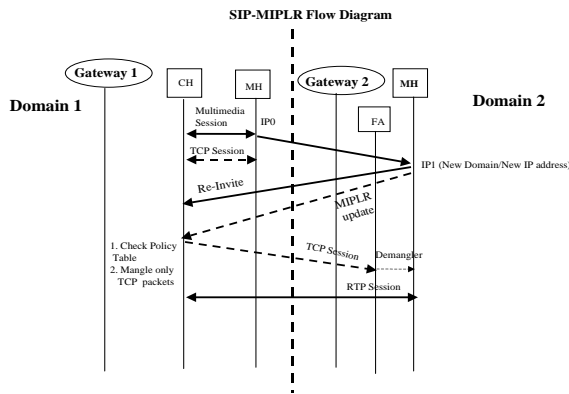 SIP-MIPLR Flow Diagram
Gateway 1
CH
MH
Gateway 2
MH
Domain 1
Domain 2
FA
Multimedia
Session
IP0
TCP Session
IP1 (New Domain/New IP address)
Re-Invite
MIPLR
update
1. Check Policy
Table
2. Mangle only
TCP packets
TCP Session
Demangler
RTP Session